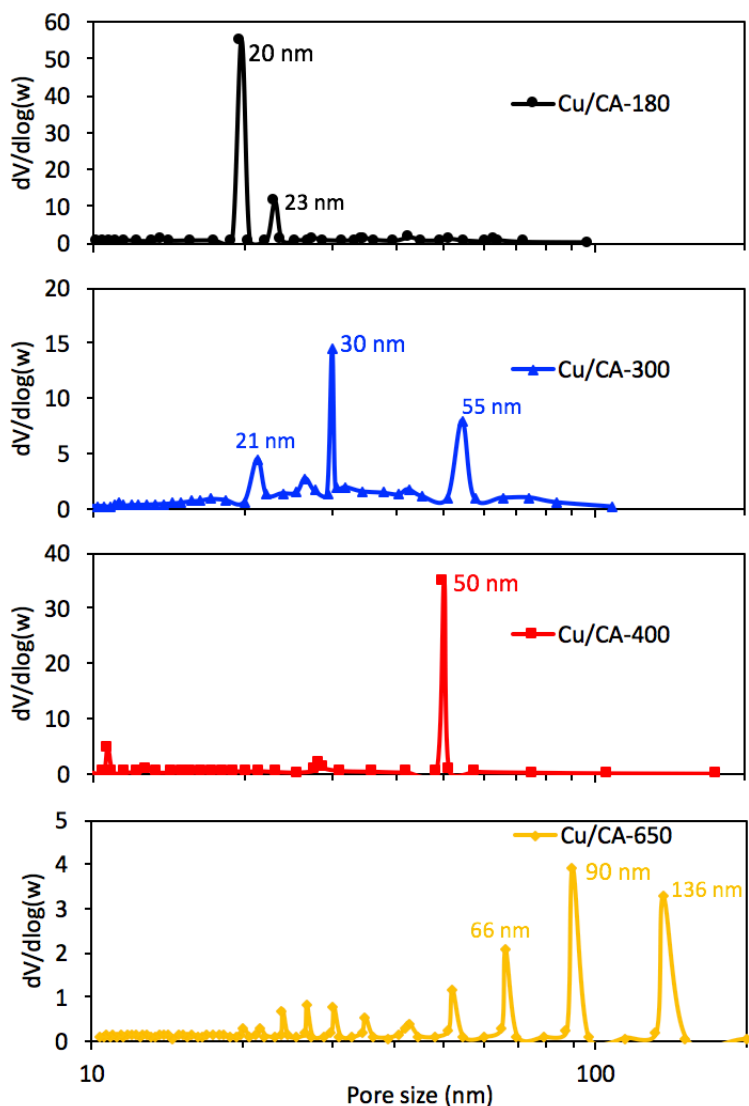 60
50
40
30
20
10
0
dV/dlog(w)
20 nm
23 nm
Cu/CA-180
20
15
10
5
0
dV/dlog(w)
21 nm
30 nm
55 nm
Cu/CA-300
40
30
20
10
0
dV/dlog(w)
50 nm
Cu/CA-400
5
4
3
2
1
0
dV/dlog(w)
Cu/CA-650
66 nm
90 nm
136 nm
10
100
Pore size (nm)